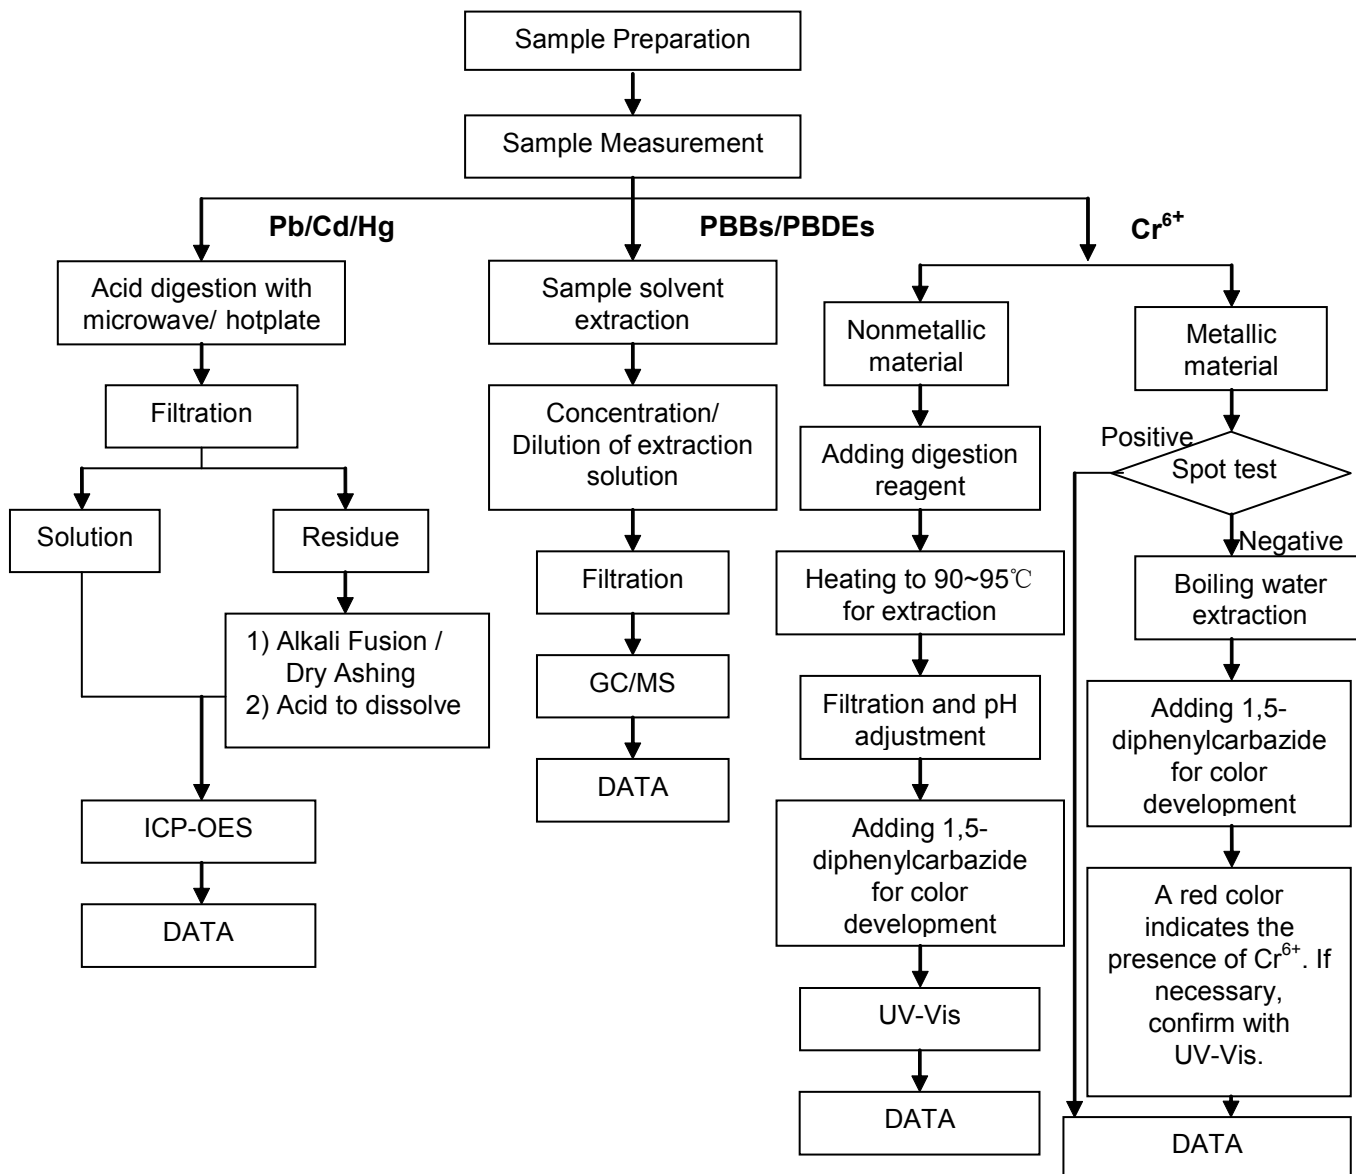 Sample Preparation
Sample Measurement
Pb/Cd/Hg
PBBs/PBDEs
Cr⁶⁺
Acid digestion with
microwave/ hotplate
Filtration
Solution
Residue
1) Alkali Fusion /
Dry Ashing
2) Acid to dissolve
ICP-OES
DATA
Sample solvent
extraction
Concentration/
Dilution of extraction
solution
Filtration
GC/MS
DATA
Nonmetallic
material
Adding digestion
reagent
Heating to 90~95℃
for extraction
Filtration and pH
adjustment
Adding 1,5-
diphenylcarbazide
for color
development
UV-Vis
DATA
Metallic
material
Positive
Spot test
Negative
Boiling water
extraction
Adding 1,5-
diphenylcarbazide
for color
development
A red color
indicates the
presence of Cr⁶⁺. If
necessary,
confirm with
UV-Vis.
DATA